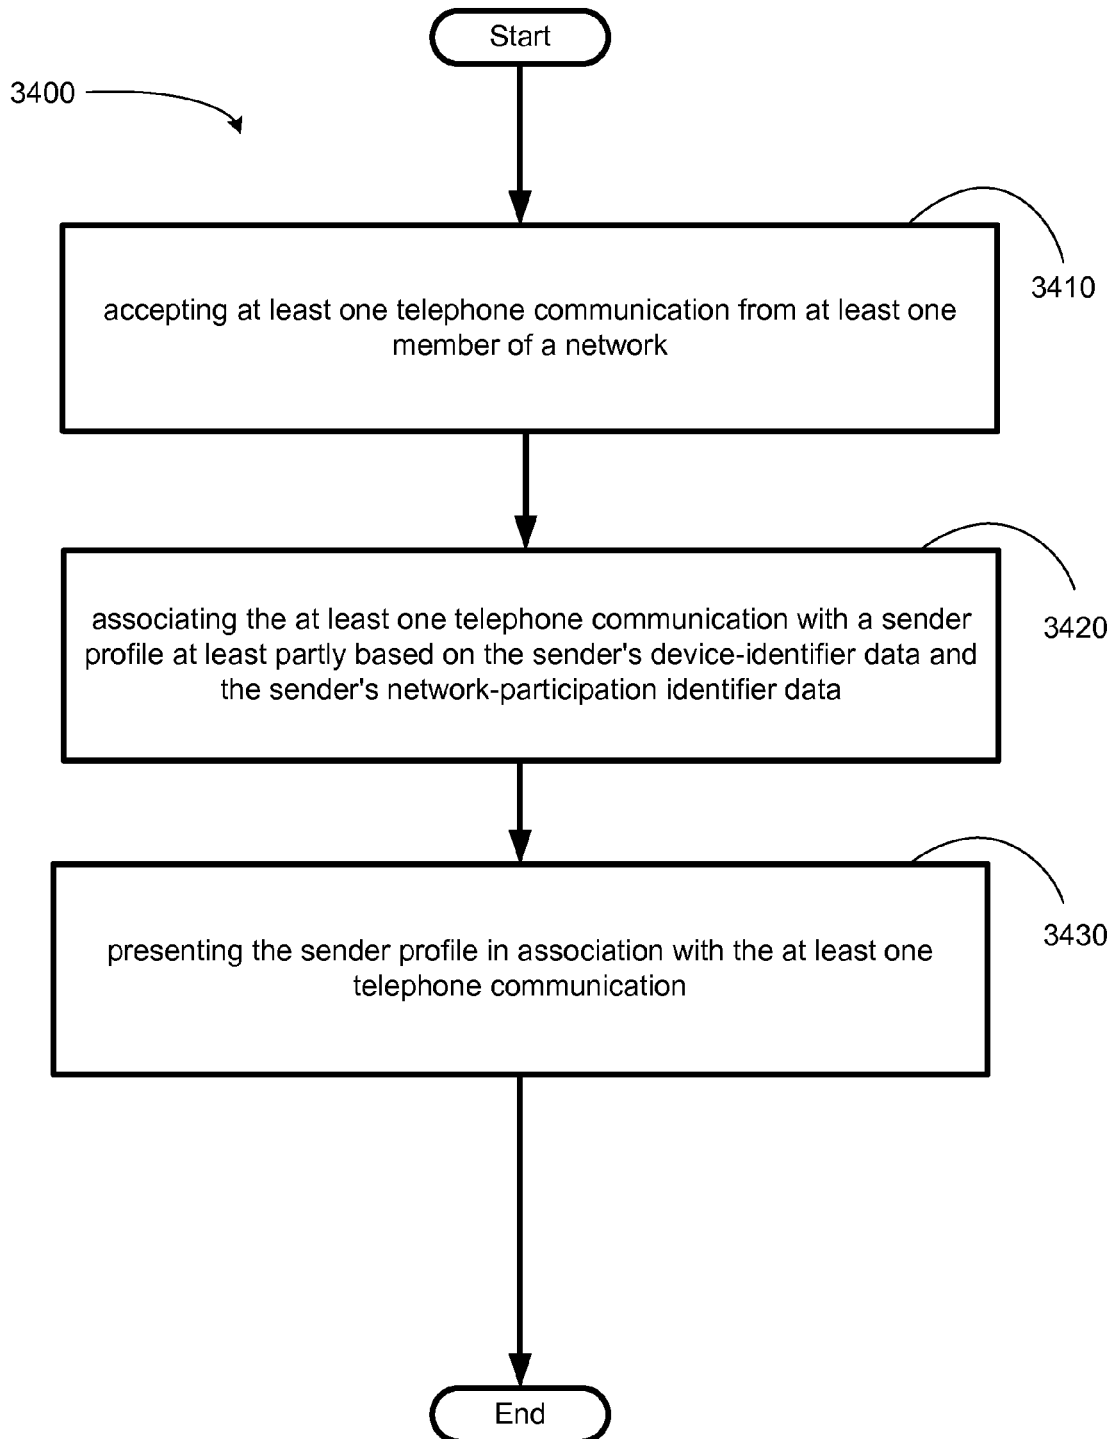 Start
3400
3410
accepting at least one telephone communication from at least one
member of a network
3420
associating the at least one telephone communication with a sender
profile at least partly based on the sender's device-identifier data and
the sender's network-participation identifier data
3430
presenting the sender profile in association with the at least one
telephone communication
End